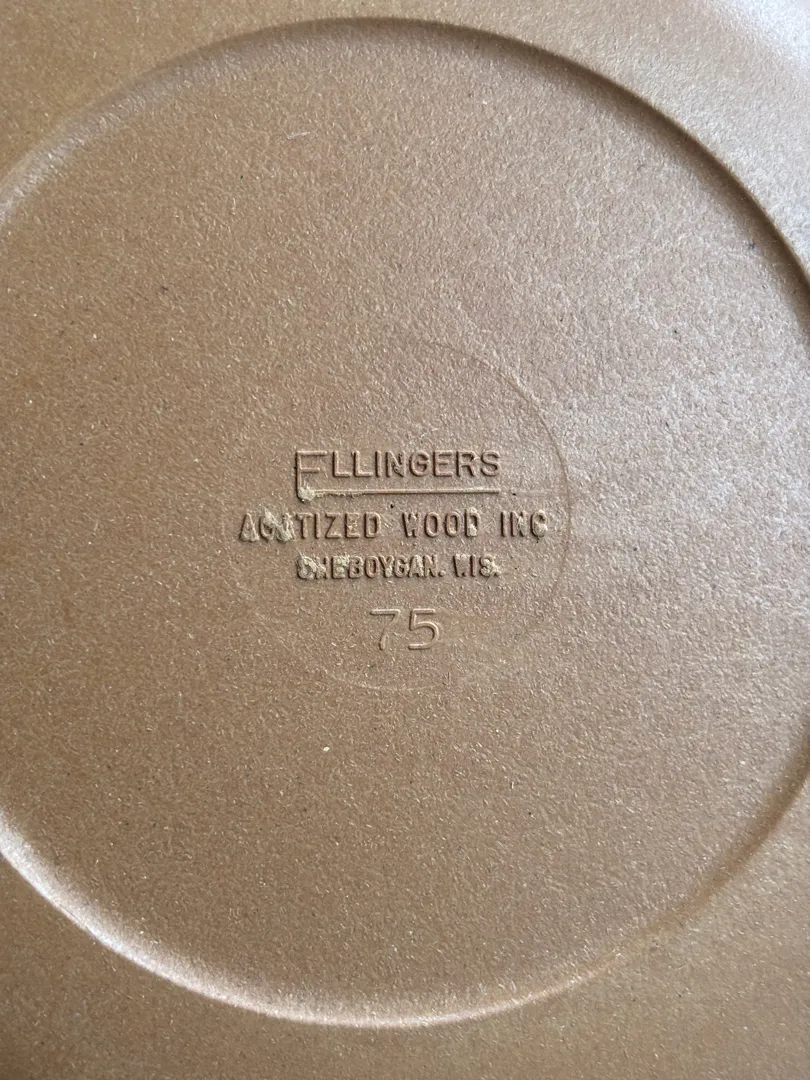 ELLINGERS
AGATIZED WOOD INC
SHEBOYGAN. WIS.
75